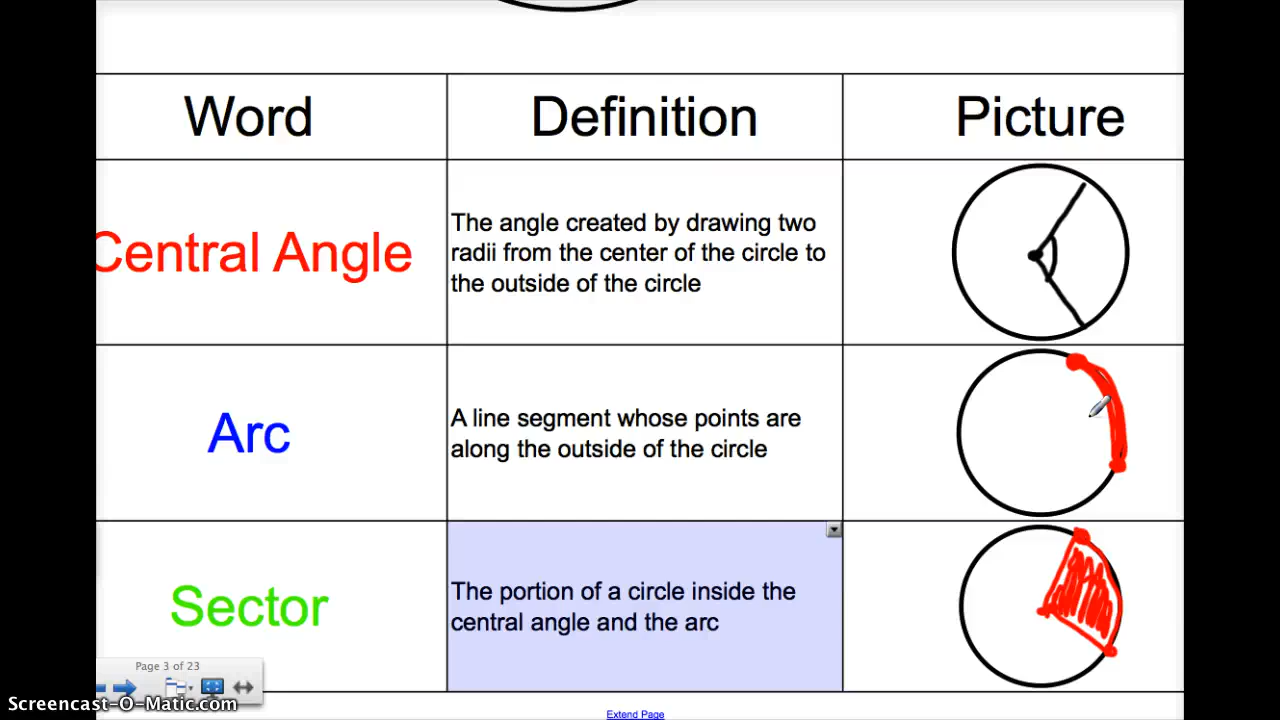 Word Definition Picture
Central Angle
The angle created by drawing two
radii from the center of the circle to
the outside of the circle
Arc
A line segment whose points are
along the outside of the circle
Sector
The portion of a circle inside the
central angle and the arc
Page 3 of 23
Screencast-O-Matic.com
Extend Page